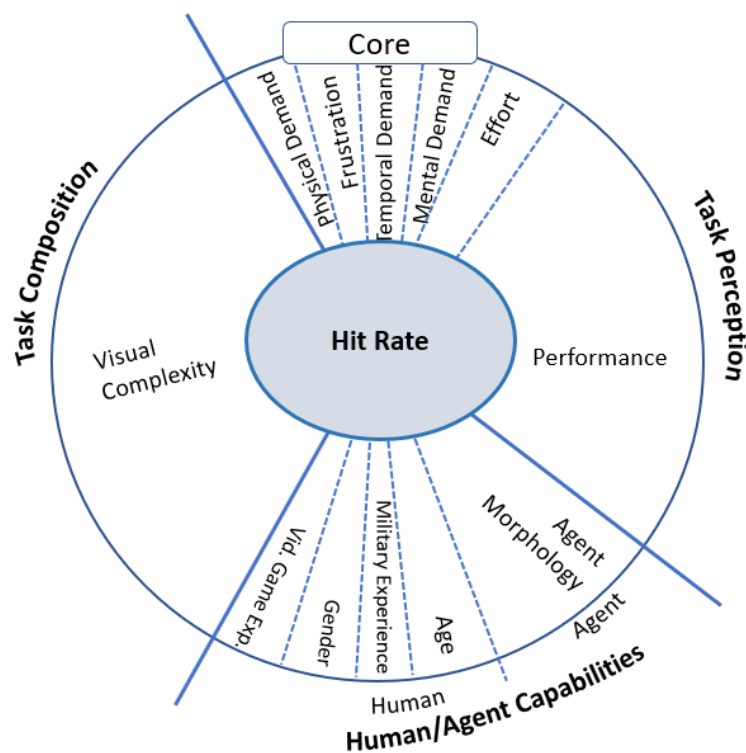 Core
Physical Demand
Frustration
Temporal Demand
Mental Demand
Effort
Task Composition
Task Perception
Visual
Complexity
Hit Rate
Performance
Vid. Game Exp.
Gender
Military Experience
Age
Agent
Morphology
Agent
Human
Human/Agent Capabilities